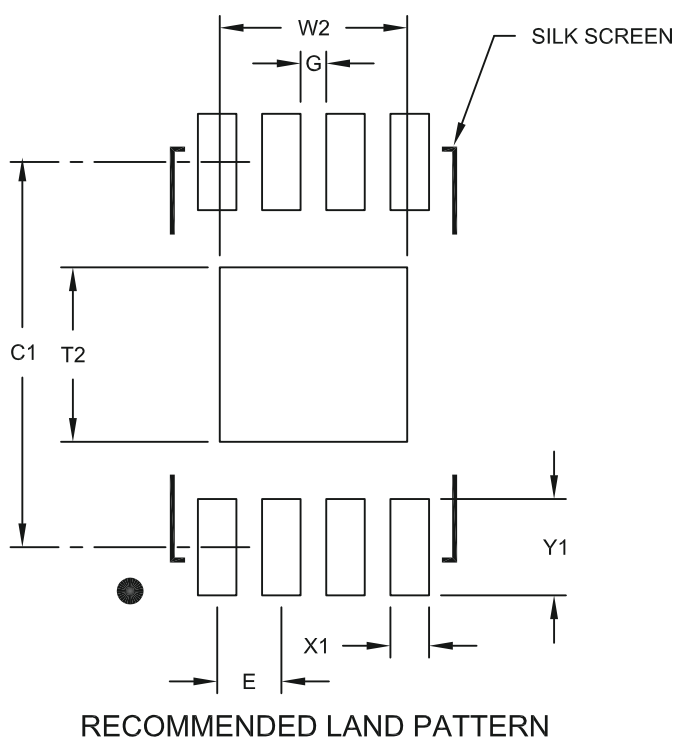 W2
SILK SCREEN
G
C1
T2
Y1
X1
E
RECOMMENDED LAND PATTERN